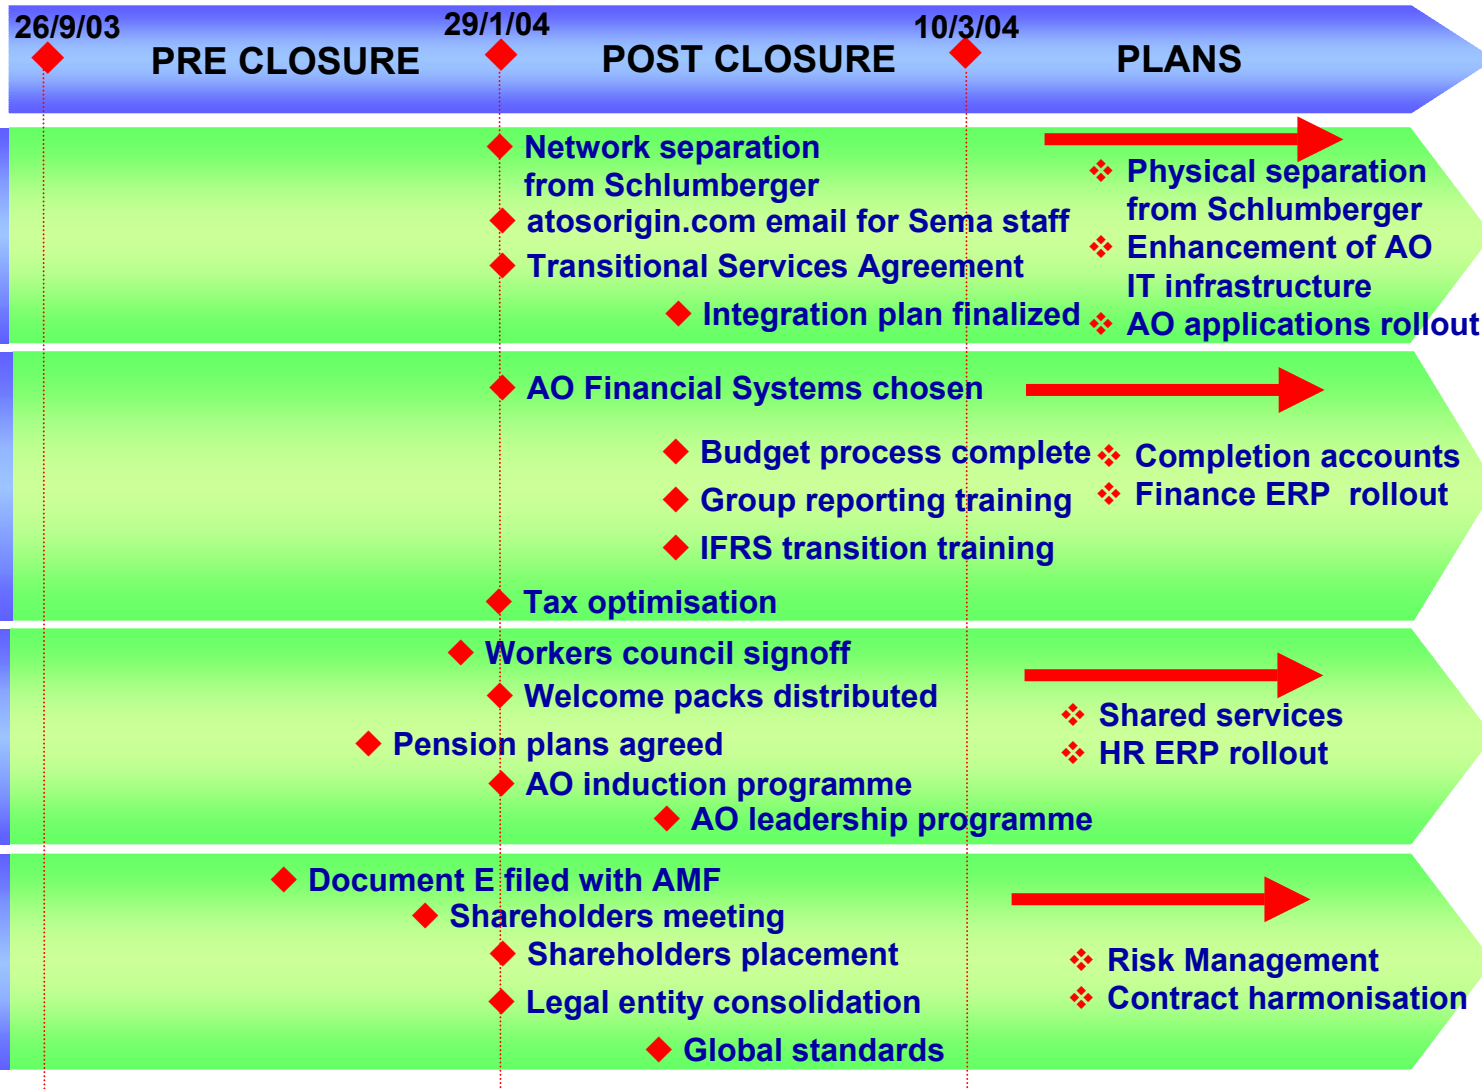 26/9/03
29/1/04
10/3/04
PRE CLOSURE
POST CLOSURE
PLANS
Network separation
from Schlumberger
atosorigin.com email for Sema staff
Transitional Services Agreement
Integration plan finalized
Physical separation
from Schlumberger
Enhancement of AO
IT infrastructure
AO applications rollout
AO Financial Systems chosen
Budget process complete
Group reporting training
IFRS transition training
Tax optimisation
Completion accounts
Finance ERP rollout
Workers council signoff
Welcome packs distributed
Pension plans agreed
AO induction programme
AO leadership programme
Shared services
HR ERP rollout
Document E filed with AMF
Shareholders meeting
Shareholders placement
Legal entity consolidation
Global standards
Risk Management
Contract harmonisation